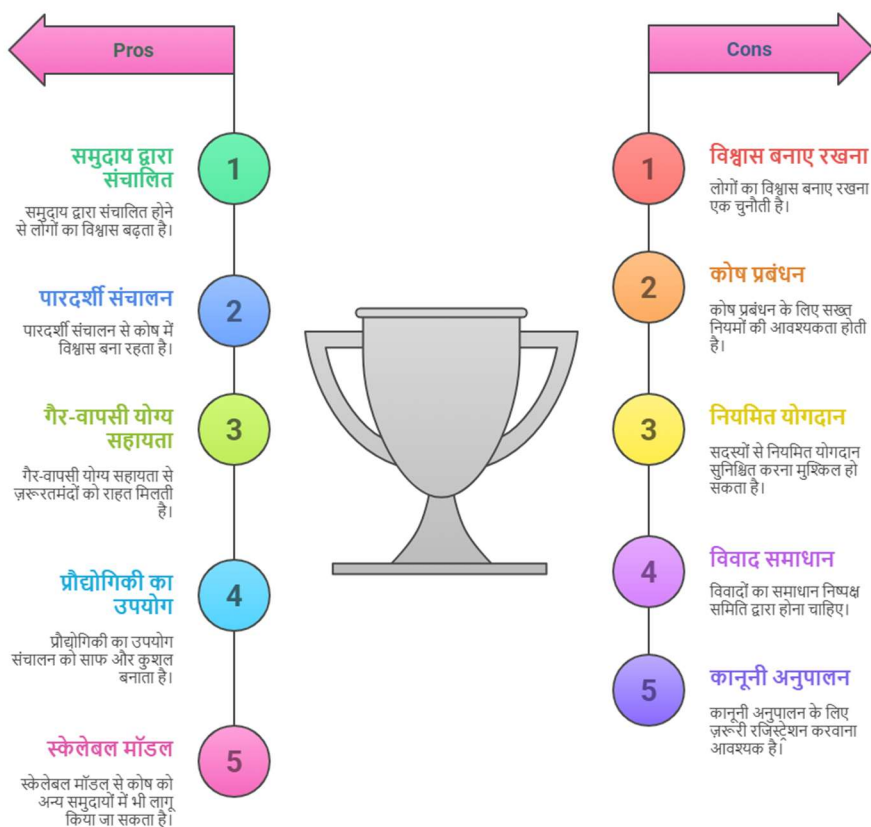 Pros
1
समुदाय द्वारा
संचालित
समुदाय द्वारा संचालित होने
से लोगों का विश्वास बढ़ता है।
2
पारदर्शी संचालन
पारदर्शी संचालन से कोष में
विश्वास बना रहता है।
3
गैर-वापसी योग्य
सहायता
गैर-वापसी योग्य सहायता से
ज़रूरतमंदों को राहत मिलती
है।
4
प्रौद्योगिकी का
उपयोग
प्रौद्योगिकी का उपयोग
संचालन को साफ और कुशल
बनाता है।
5
स्केलेबल मॉडल
स्केलेबल मॉडल से कोष को
अन्य समुदायों में भी लागू
किया जा सकता है।
Cons
1
विश्वास बनाए रखना
लोगों का विश्वास बनाए रखना
एक चुनौती है।
2
कोष प्रबंधन
कोष प्रबंधन के लिए सख्त
नियमों की आवश्यकता होती
है।
3
नियमित योगदान
सदस्यों से नियमित योगदान
सुनिश्चित करना मुश्किल हो
सकता है।
4
विवाद समाधान
विवादों का समाधान निष्पक्ष
समिति द्वारा होना चाहिए।
5
कानूनी अनुपालन
कानूनी अनुपालन के लिए
ज़रूरी रजिस्ट्रेशन करवाना
आवश्यक है।